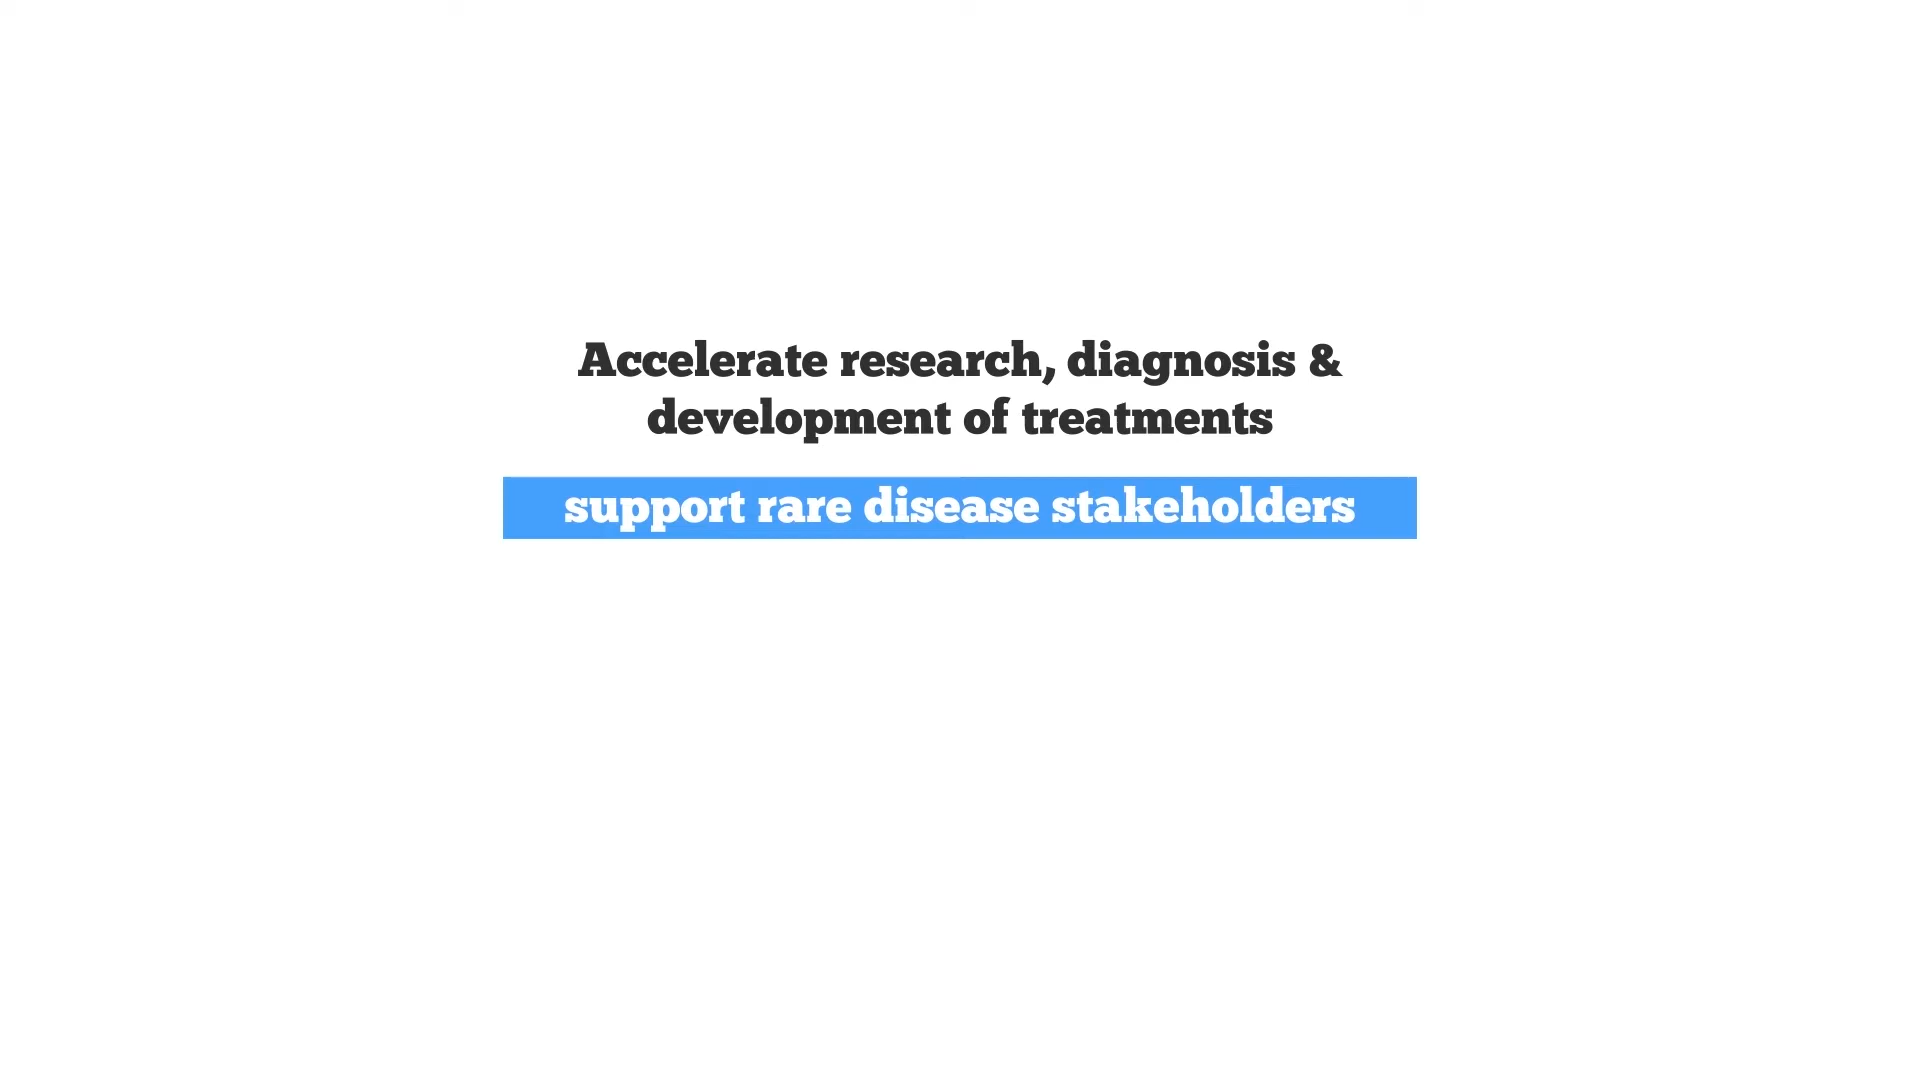 Accelerate research, diagnosis &
development of treatments
support rare disease stakeholders